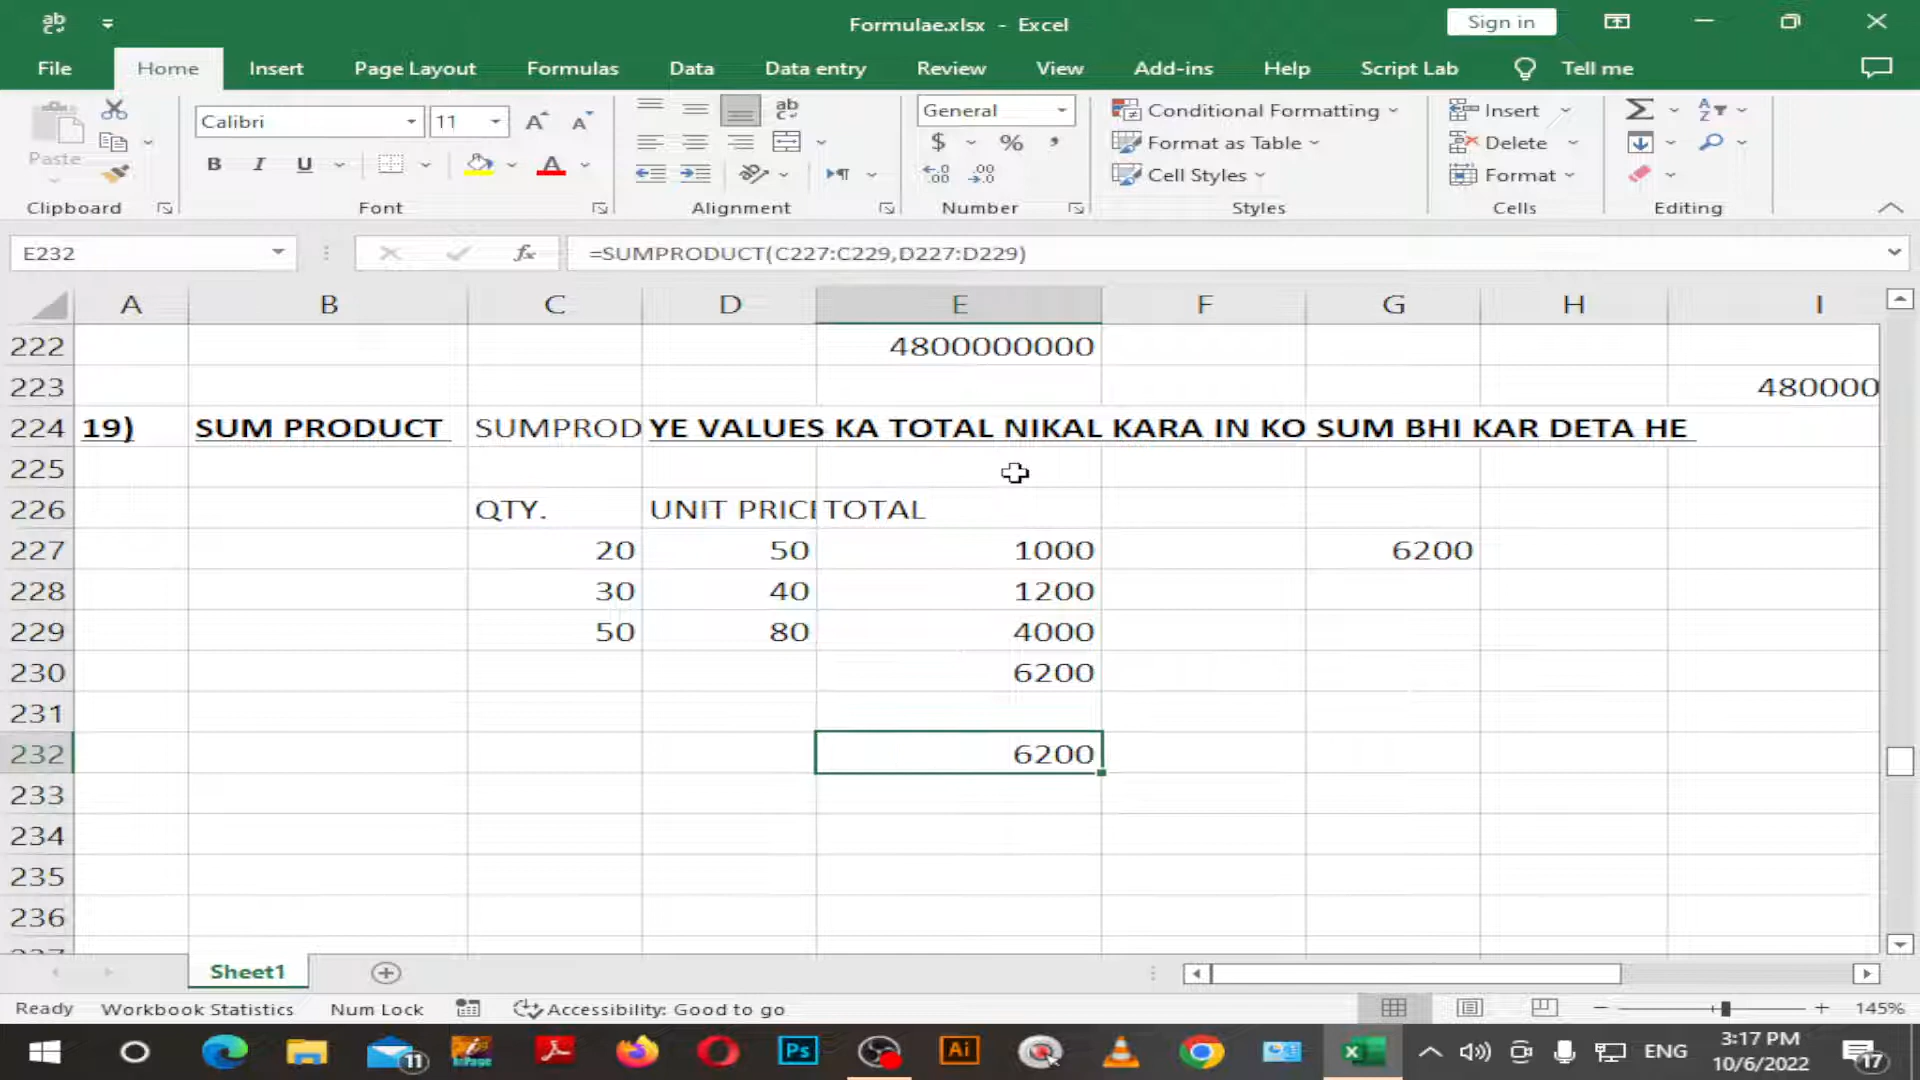 Formulae.xlsx - Excel
Sign in
File Home Insert Page Layout Formulas Data Data entry Review View Add-ins Help Script Lab Tell me
Paste
Calibri 11
B I U
General
$ %
Conditional Formatting
Format as Table
Cell Styles
Insert
Delete
Format
Clipboard Font Alignment Number Styles Cells Editing
E232 fx =SUMPRODUCT(C227:C229,D227:D229)
A B C D E F G H I
222 4800000000
223 480000
224 19) SUM PRODUCT SUMPROD YE VALUES KA TOTAL NIKAL KARA IN KO SUM BHI KAR DETA HE
225
226 QTY. UNIT PRICI TOTAL
227 20 50 1000 6200
228 30 40 1200
229 50 80 4000
230 6200
231
232 6200
233
234
235
236
Sheet1
Ready Workbook Statistics Num Lock Accessibility: Good to go 145%
11 Ps Ai ENG 3:17 PM
10/6/2022 17